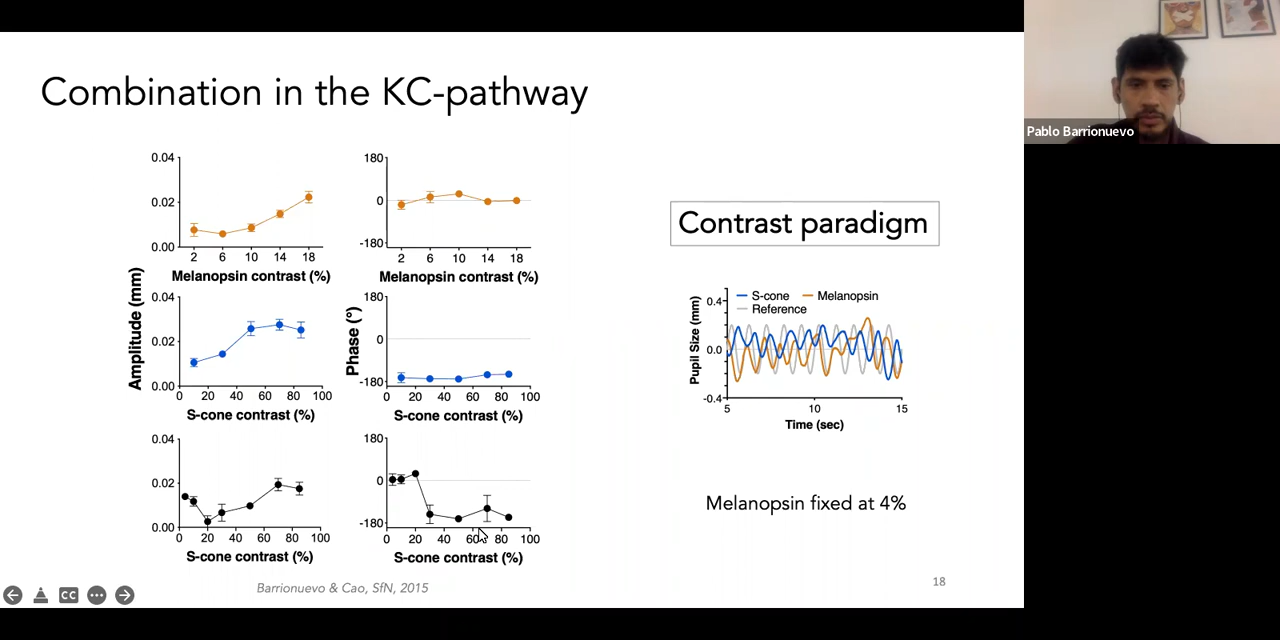 Combination in the KC-pathway
Pablo Barrionuevo
0.04
0.02
0.00
2 6 10 14 18
Melanopsin contrast (%)
180
0
-180
2 6 10 14 18
Melanopsin contrast (%)
Amplitude (mm)
0.04
0.02
0.00
0 20 40 60 80 100
S-cone contrast (%)
Phase (°)
180
0
-180
0 20 40 60 80 100
S-cone contrast (%)
0.04
0.02
0.00
0 20 40 60 80 100
S-cone contrast (%)
180
0
-180
0 20 40 60 80 100
S-cone contrast (%)
Contrast paradigm
S-cone Melanopsin
Reference
Pupil Size (mm)
0.4
0.0
-0.4
5 10 15
Time (sec)
Melanopsin fixed at 4%
Barrionuevo & Cao, SfN, 2015
18
CC